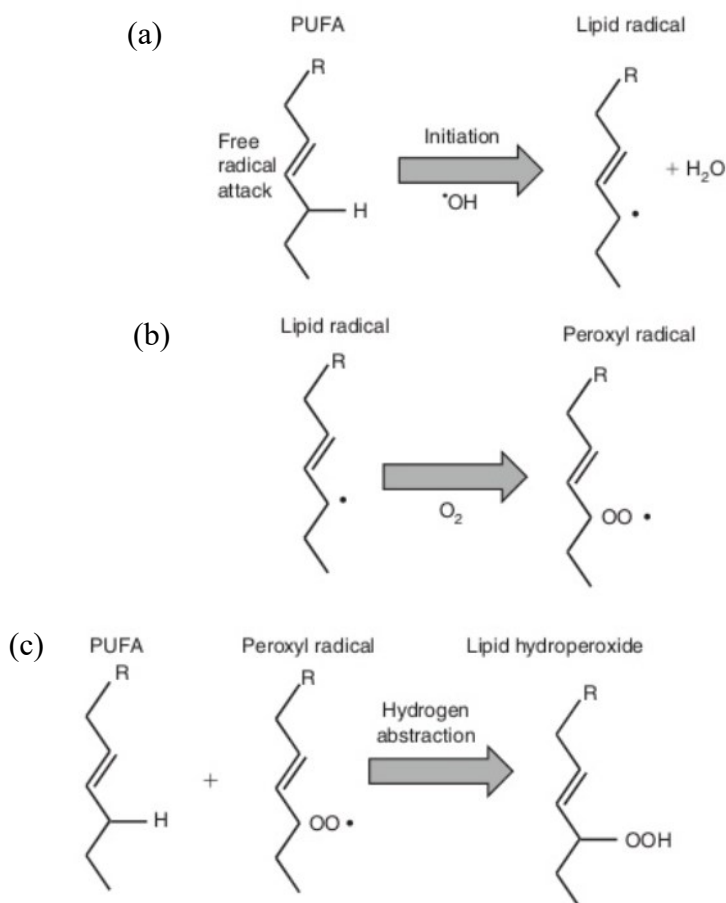 (a)
PUFA
Lipid radical
R
R
Free
radical
attack
Initiation
•OH
H
+ H₂O
•
(b)
Lipid radical
Peroxyl radical
R
R
•
O₂
OO •
(c)
PUFA
Peroxyl radical
Lipid hydroperoxide
R
R
R
Hydrogen
abstraction
H
+
OO •
OOH